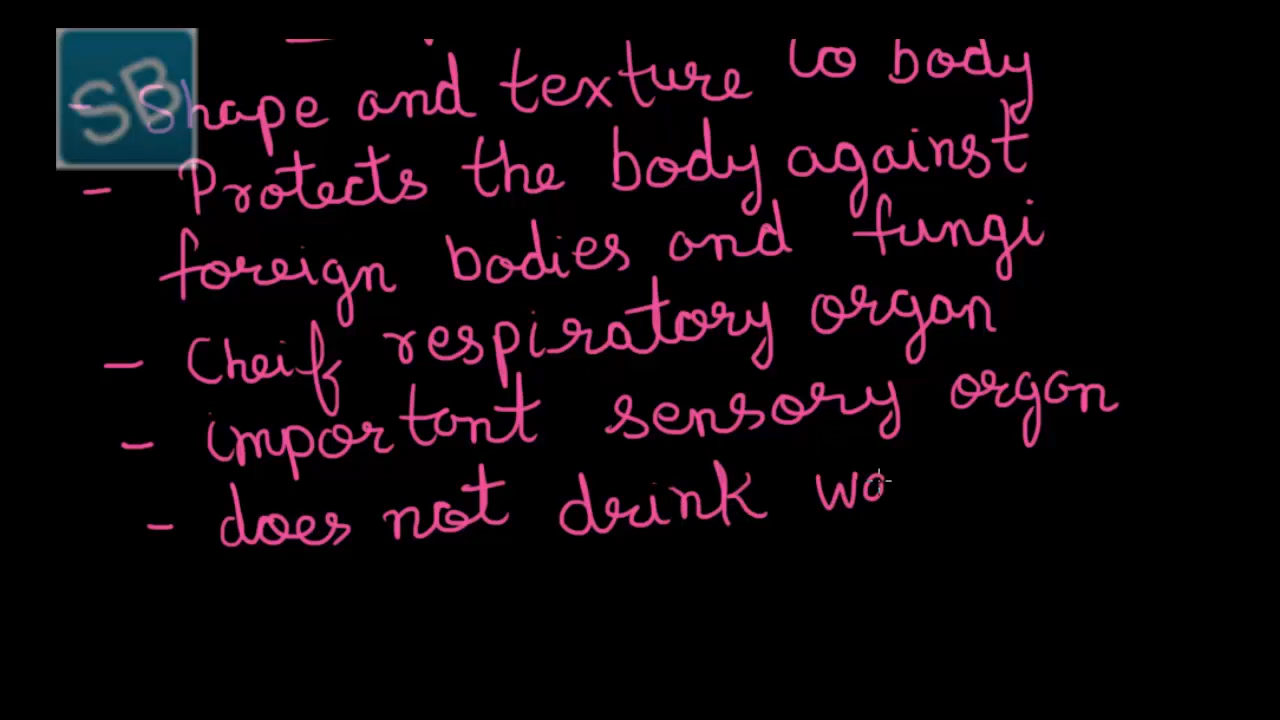 SB
- Shape and texture to body
- Protects the body against
foreign bodies and fungi
- Cheif respiratory organ
- important sensory organ
- does not drink wa